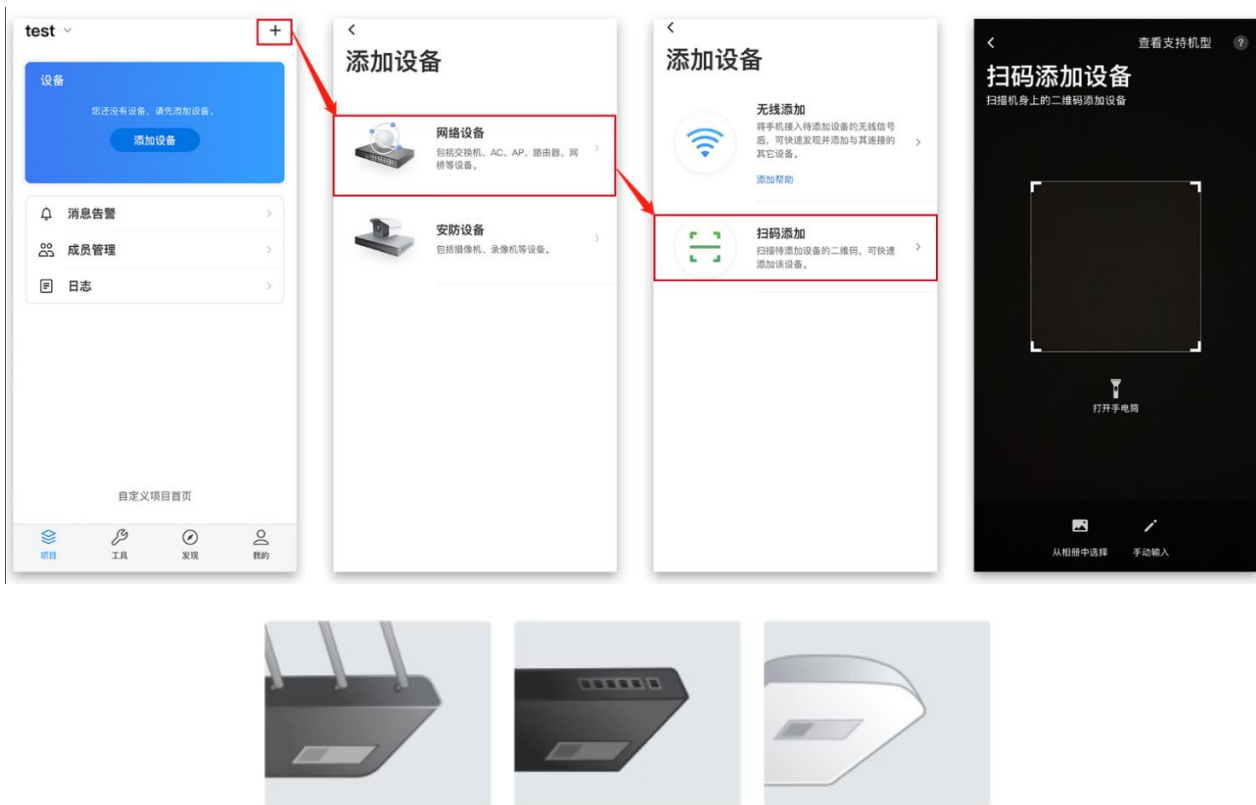 test
+
设备
您还没有设备，请先添加设备。
添加设备
消息告警
成员管理
日志
自定义项目首页
项目
工具
发现
我的
添加设备
网络设备
包括交换机、AC、AP、路由器、网
桥等设备。
安防设备
包括摄像机、录像机等设备。
添加设备
无线添加
将手机接入待添加设备的无线信号
后，可快速发现并添加与其连接的
其它设备。
添加帮助
扫码添加
扫描待添加设备的二维码，可快速
添加该设备。
查看支持机型 ?
扫码添加设备
扫描机身上的二维码添加设备
打开手电筒
从相册中选择
手动输入